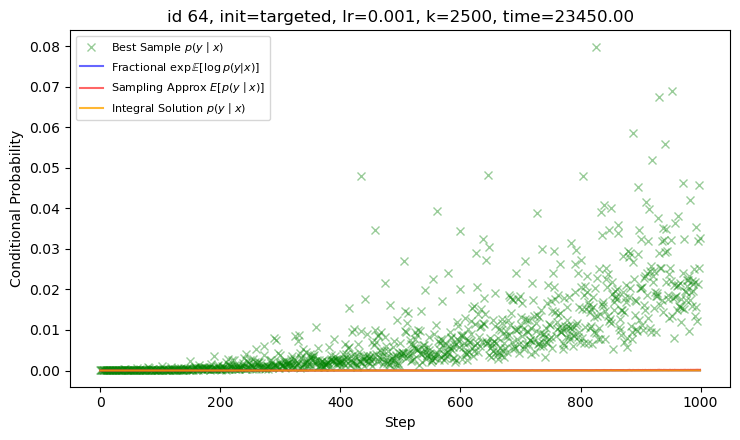 id 64, init=targeted, lr=0.001, k=2500, time=23450.00
Best Sample p(y | x)
Fractional exp𝔼[log p(y|x)]
Sampling Approx E[p(y | x)]
Integral Solution p(y | x)
Conditional Probability
0.08
0.07
0.06
0.05
0.04
0.03
0.02
0.01
0.00
0
200
400
600
800
1000
Step